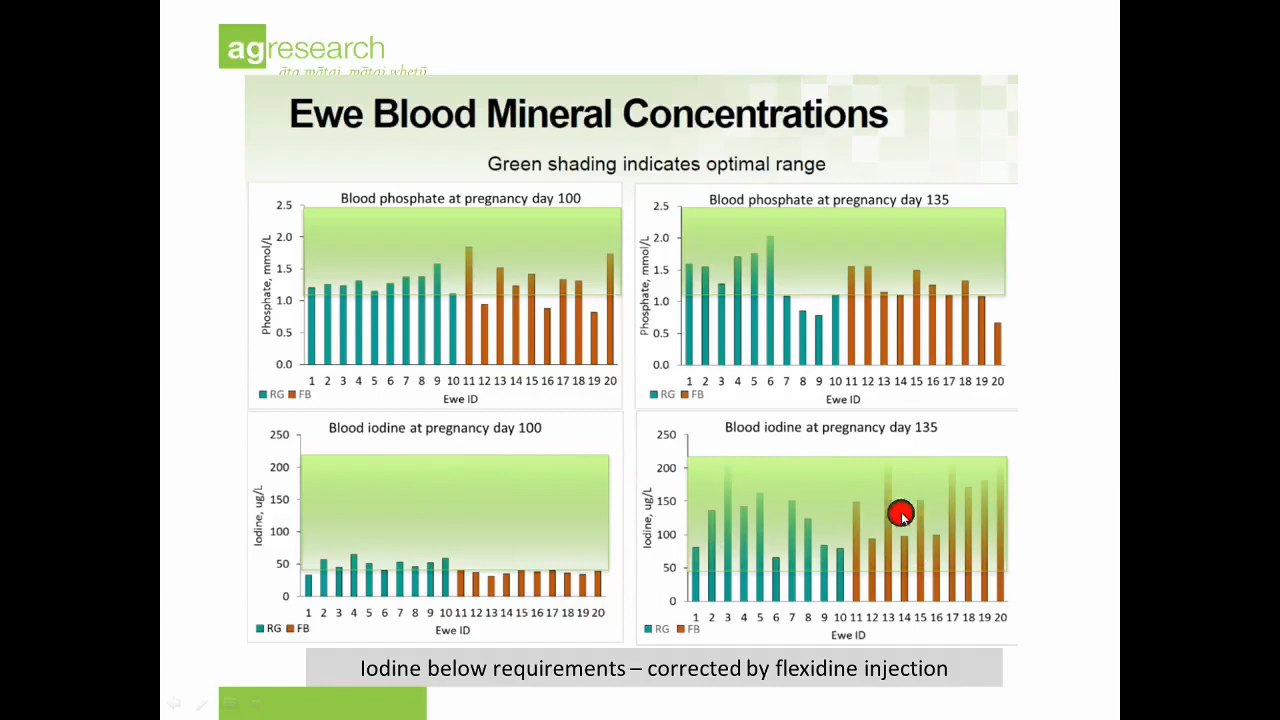 agresearch
āta mātai, mātai whetū
Ewe Blood Mineral Concentrations
Green shading indicates optimal range
Blood phosphate at pregnancy day 100
Phosphate, mmol/L
2.5
2.0
1.5
1.0
0.5
0.0
1 2 3 4 5 6 7 8 9 10 11 12 13 14 15 16 17 18 19 20
RG FB
Ewe ID
Blood phosphate at pregnancy day 135
Phosphate, mmol/L
2.5
2.0
1.5
1.0
0.5
0.0
1 2 3 4 5 6 7 8 9 10 11 12 13 14 15 16 17 18 19 20
RG FB
Ewe ID
Blood iodine at pregnancy day 100
Iodine, ug/L
250
200
150
100
50
0
1 2 3 4 5 6 7 8 9 10 11 12 13 14 15 16 17 18 19 20
RG FB
Ewe ID
Blood iodine at pregnancy day 135
Iodine, ug/L
250
200
150
100
50
0
1 2 3 4 5 6 7 8 9 10 11 12 13 14 15 16 17 18 19 20
RG FB
Ewe ID
Iodine below requirements – corrected by flexidine injection